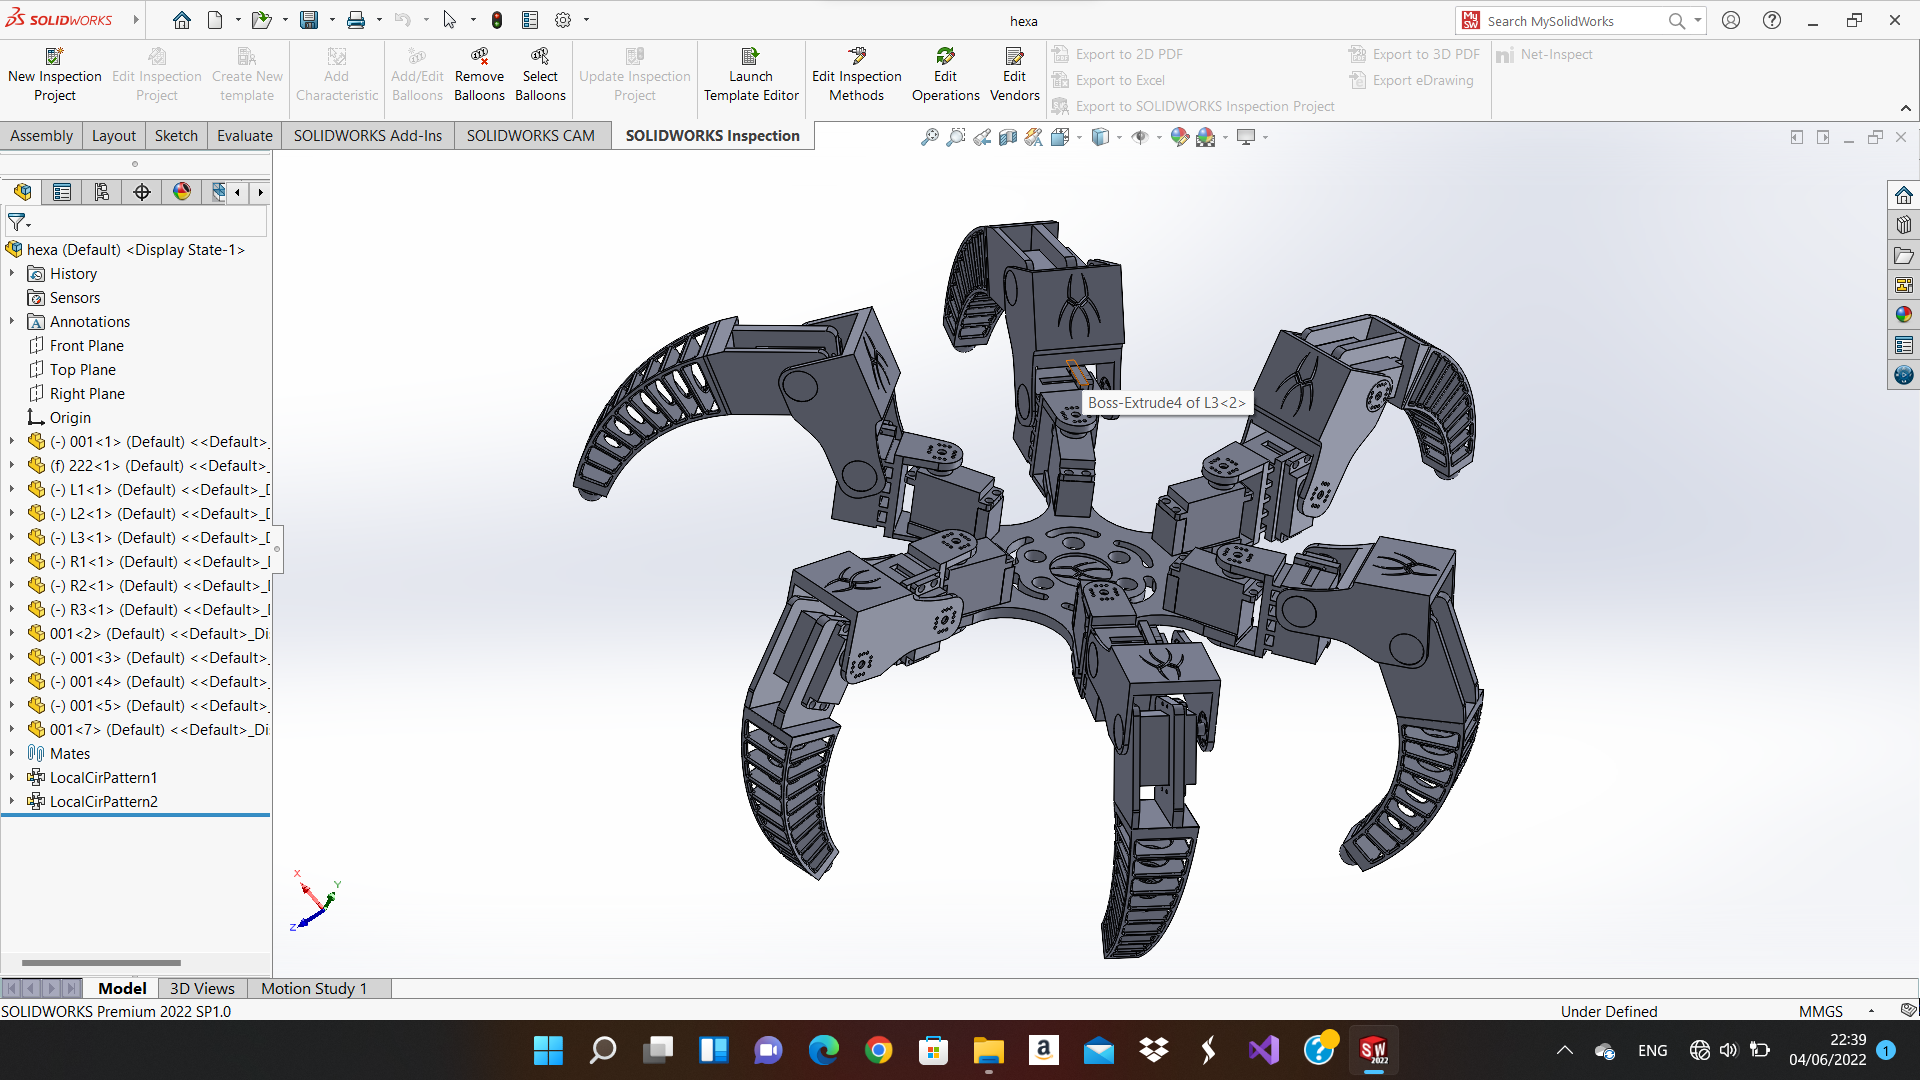 SOLIDWORKS
hexa
Search MySolidWorks
New Inspection Project
Edit Inspection Project
Create New template
Add Characteristic
Add/Edit Balloons
Remove Balloons
Select Balloons
Update Inspection Project
Launch Template Editor
Edit Inspection Methods
Edit Operations
Edit Vendors
Export to 2D PDF
Export to Excel
Export to SOLIDWORKS Inspection Project
Export to 3D PDF
Export eDrawing
Net-Inspect
Assembly
Layout
Sketch
Evaluate
SOLIDWORKS Add-Ins
SOLIDWORKS CAM
SOLIDWORKS Inspection
hexa (Default) <Display State-1>
History
Sensors
Annotations
Front Plane
Top Plane
Right Plane
Origin
(-) 001<1> (Default) <<Default>_
(f) 222<1> (Default) <<Default>_
(-) L1<1> (Default) <<Default>_D
(-) L2<1> (Default) <<Default>_D
(-) L3<1> (Default) <<Default>_D
(-) R1<1> (Default) <<Default>_
(-) R2<1> (Default) <<Default>_
(-) R3<1> (Default) <<Default>_
001<2> (Default) <<Default>_Di
(-) 001<3> (Default) <<Default>_
(-) 001<4> (Default) <<Default>_
(-) 001<5> (Default) <<Default>_
001<7> (Default) <<Default>_Di
Mates
LocalCirPattern1
LocalCirPattern2
Boss-Extrude4 of L3<2>
X
Y
Z
Model
3D Views
Motion Study 1
SOLIDWORKS Premium 2022 SP1.0
Under Defined
MMGS
ENG
22:39
04/06/2022
1